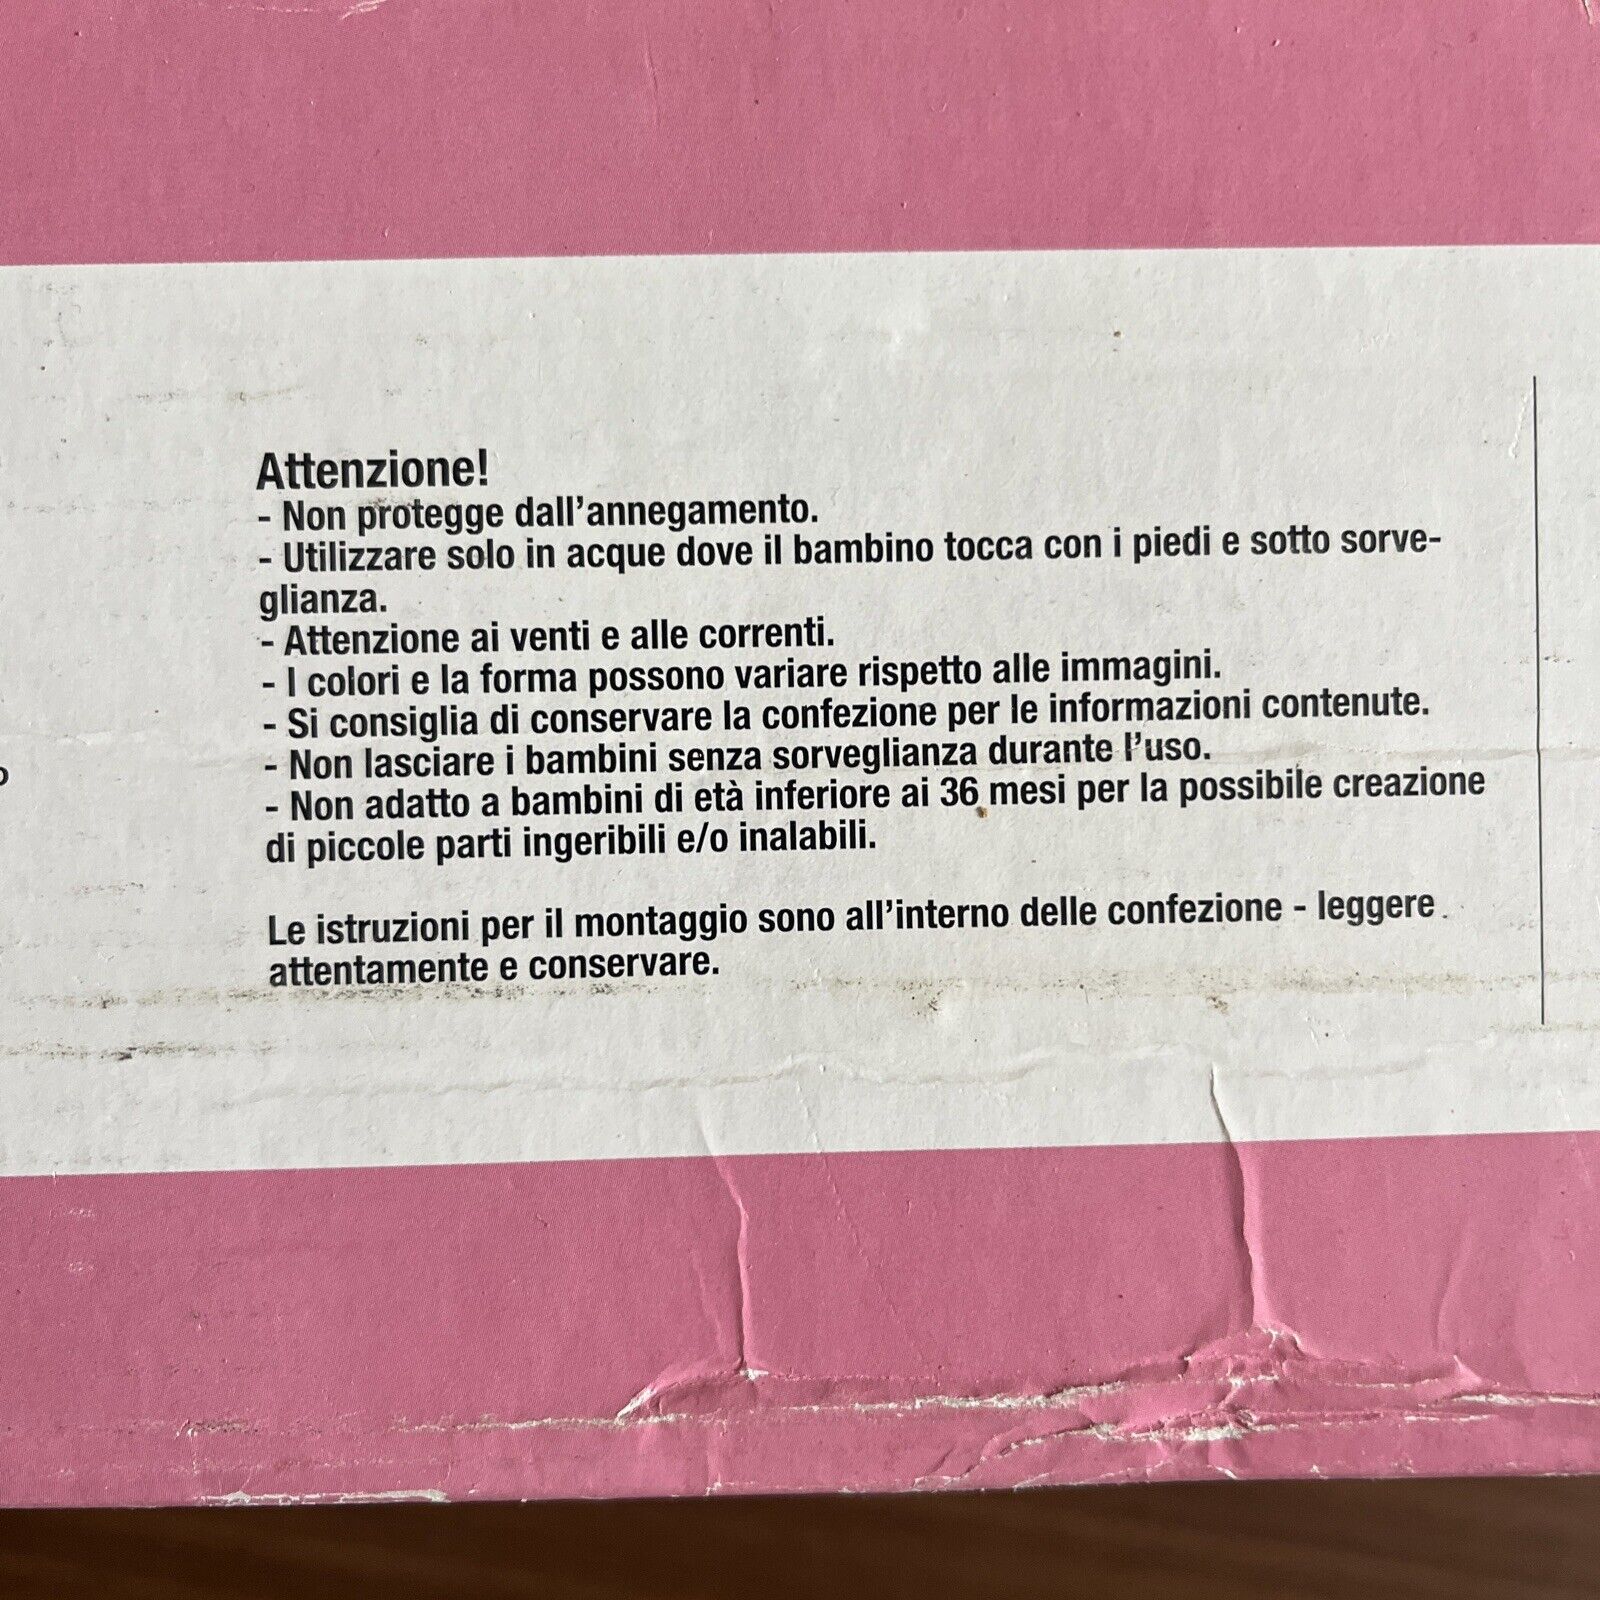 Attenzione!
- Non protegge dall'annegamento.
- Utilizzare solo in acque dove il bambino tocca con i piedi e sotto sorve-
glianza.
- Attenzione ai venti e alle correnti.
- I colori e la forma possono variare rispetto alle immagini.
- Si consiglia di conservare la confezione per le informazioni contenute.
- Non lasciare i bambini senza sorveglianza durante l'uso.
- Non adatto a bambini di età inferiore ai 36 mesi per la possibile creazione
di piccole parti ingeribili e/o inalabili.
Le istruzioni per il montaggio sono all'interno delle confezione - leggere
attentamente e conservare.